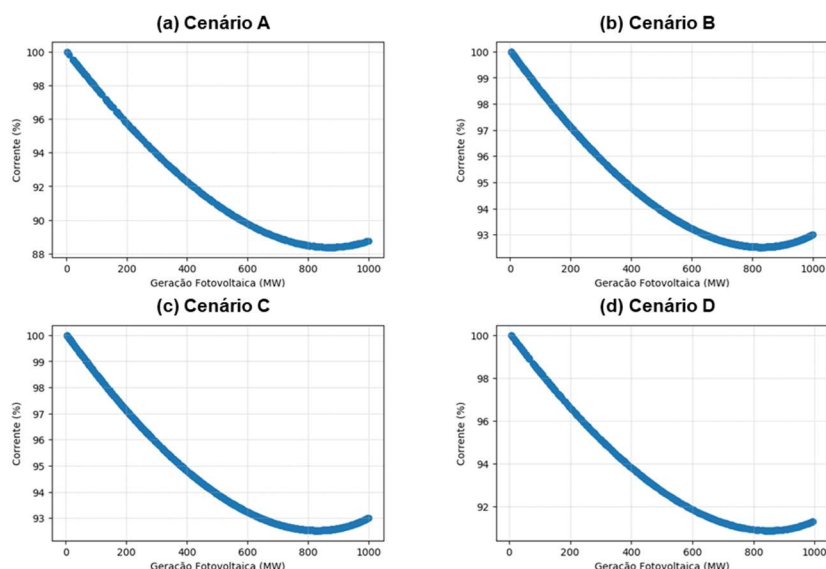 (a) Cenário A
100
98
96
94
92
90
88
Corrente (%)
0 200 400 600 800 1000
Geração Fotovoltaica (MW)
(b) Cenário B
100
99
98
97
96
95
94
93
Corrente (%)
0 200 400 600 800 1000
Geração Fotovoltaica (MW)
(c) Cenário C
100
99
98
97
96
95
94
93
Corrente (%)
0 200 400 600 800 1000
Geração Fotovoltaica (MW)
(d) Cenário D
100
98
96
94
92
Corrente (%)
0 200 400 600 800 1000
Geração Fotovoltaica (MW)